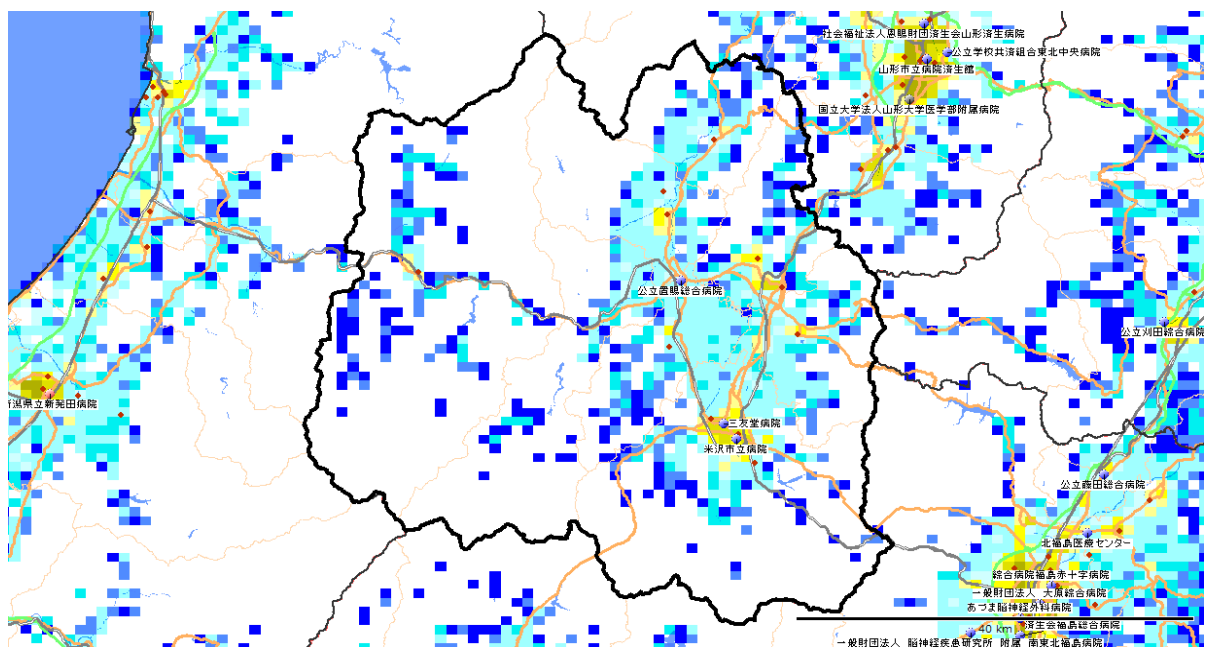 社会福祉法人恩賜財団済生会山形済生病院
公立学校共済組合東北中央病院
山形市立病院済生館
国立大学法人山形大学医学部附属病院
公立置賜総合病院
公立刈田綜合病院
新潟県立新発田病院
三友堂病院
米沢市立病院
公立藤田総合病院
北福島医療センター
綜合病院福島赤十字病院
一般財団法人 大原綜合病院
あづま脳神経外科病院
済生会福島総合病院
40 km
一般財団法人 脳神経疾患研究所 附属 南東北福島病院